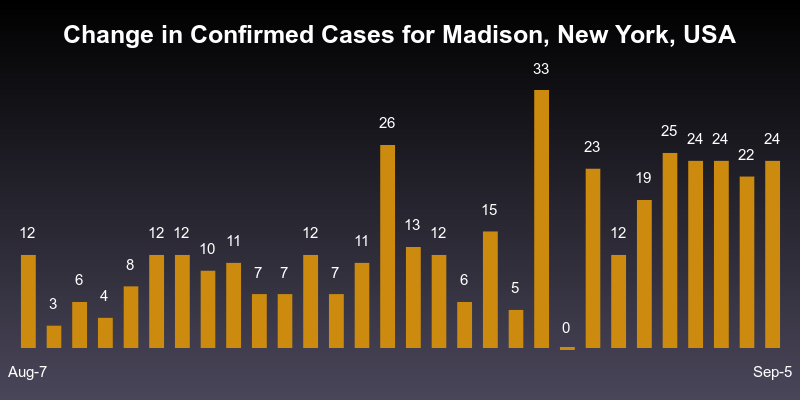 Change in Confirmed Cases for Madison, New York, USA
12 3 6 4 8 12 12 10 11 7 7 12 7 11 26 13 12 6 15 5 33 0 23 12 19 25 24 24 22 24
Aug-7 Sep-5